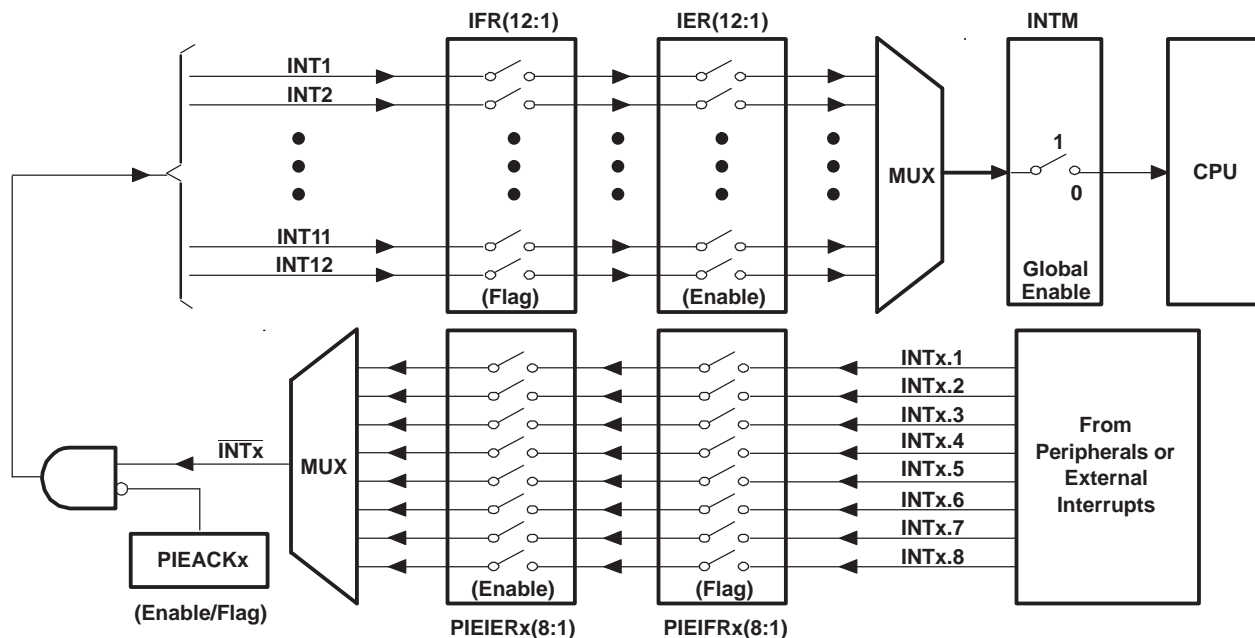 IFR(12:1)
IER(12:1)
INTM
INT1
INT2
INT11
INT12
(Flag)
(Enable)
MUX
1
0
Global
Enable
CPU
INTx
MUX
PIEACKx
(Enable/Flag)
(Enable)
PIEIERx(8:1)
(Flag)
PIEIFRx(8:1)
INTx.1
INTx.2
INTx.3
INTx.4
INTx.5
INTx.6
INTx.7
INTx.8
From
Peripherals or
External
Interrupts